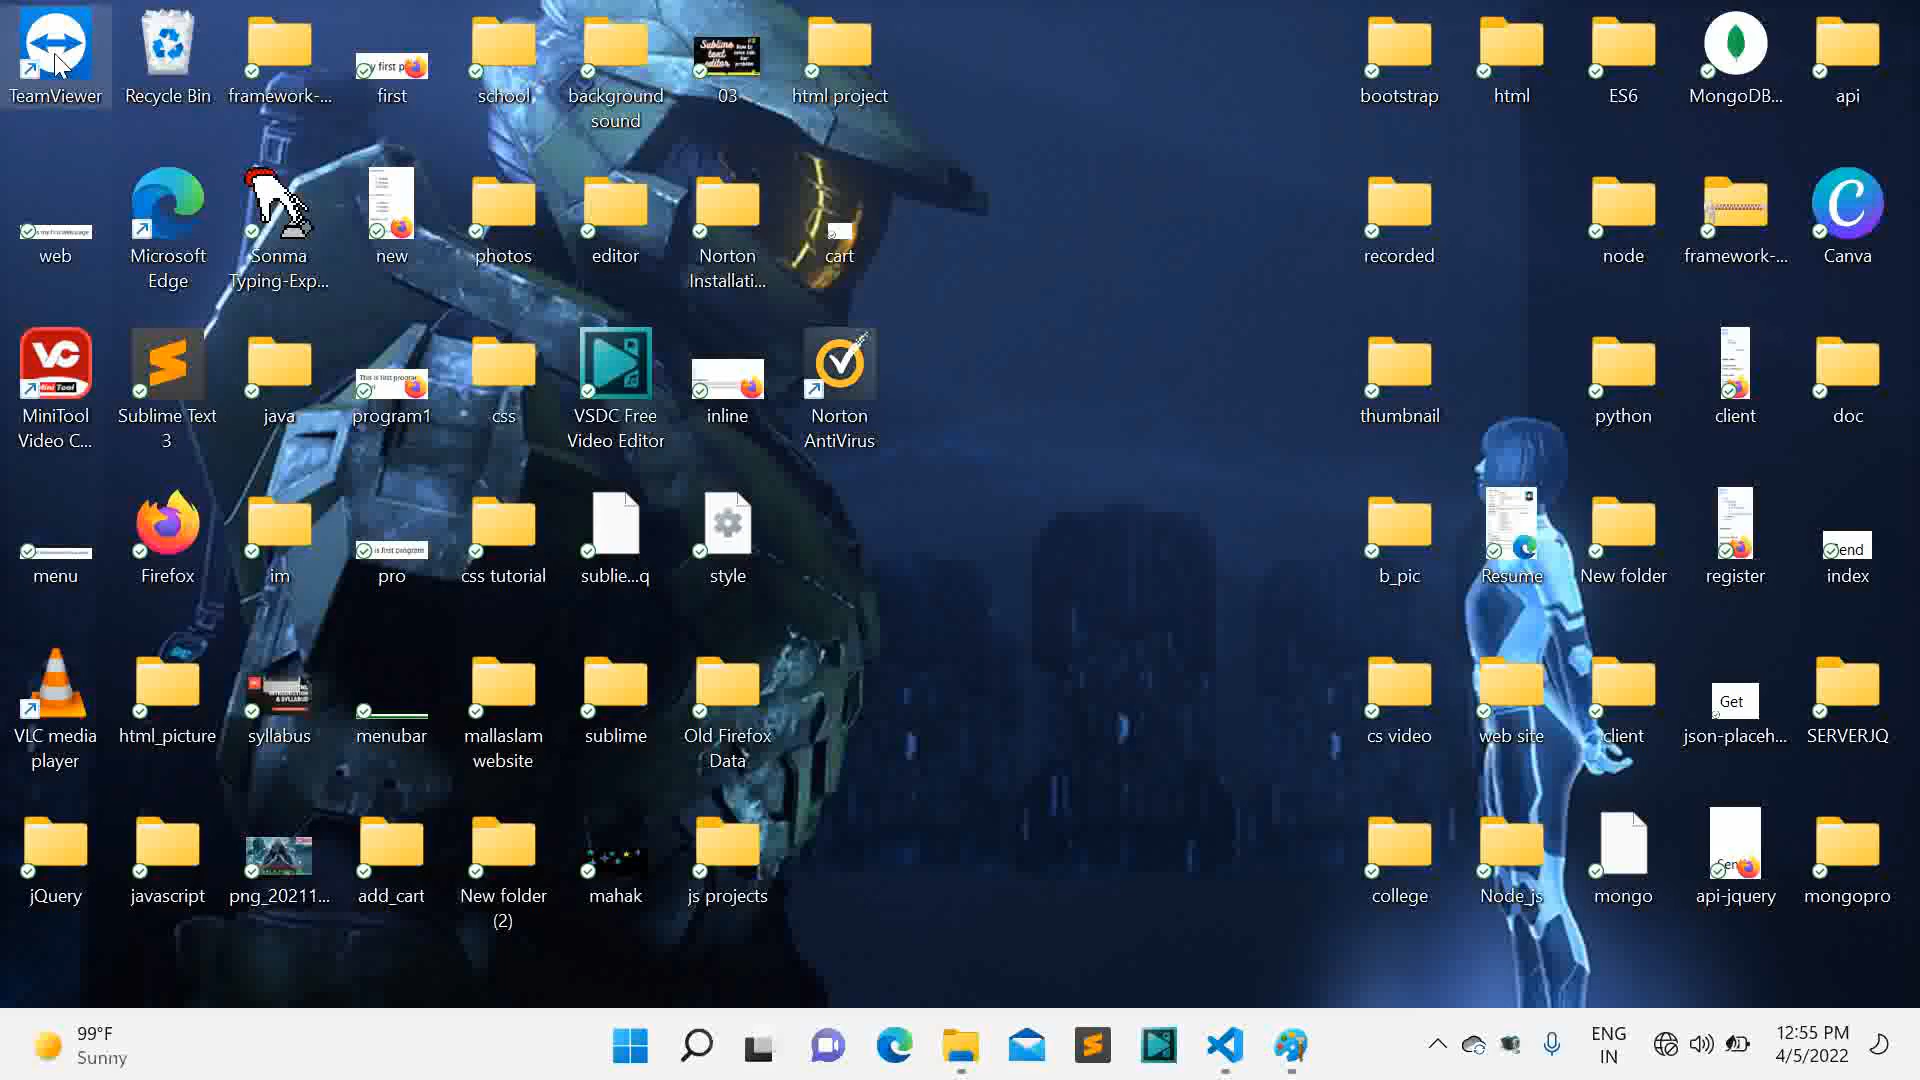 TeamViewer
Recycle Bin
framework-...
first
school
background
sound
03
html project
bootstrap
html
ES6
MongoDB...
api
web
Microsoft
Edge
Sonma
Typing-Exp...
new
photos
editor
Norton
Installati...
cart
recorded
node
framework-...
Canva
MiniTool
Video C...
Sublime Text
3
java
program1
css
VSDC Free
Video Editor
inline
Norton
AntiVirus
thumbnail
python
client
doc
menu
Firefox
im
pro
css tutorial
sublie...q
style
b_pic
Resume
New folder
register
index
VLC media
player
html_picture
syllabus
menubar
mallaslam
website
sublime
Old Firefox
Data
cs video
web site
client
Get
json-placeh...
SERVERJQ
jQuery
javascript
png_20211...
add_cart
New folder
(2)
mahak
js projects
college
Node_js
mongo
api-jquery
mongopro
99°F
Sunny
ENG
IN
12:55 PM
4/5/2022